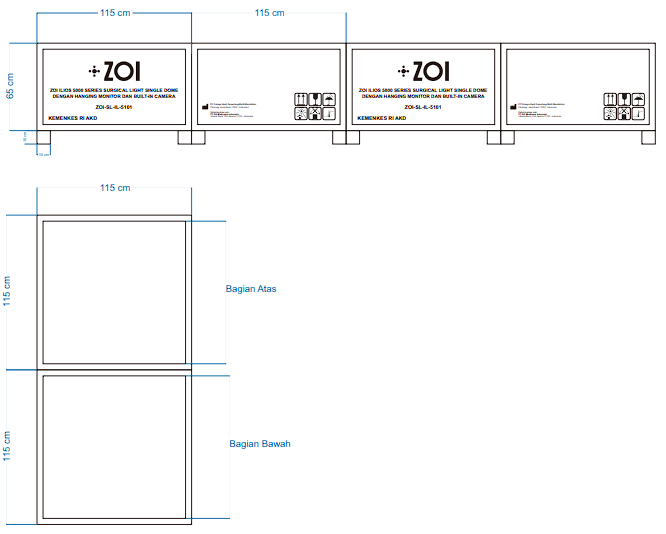 115 cm
115 cm
65 cm
ZOI
ZOI ILIOS 5000 SERIES SURGICAL LIGHT SINGLE DOME
DENGAN HANGING MONITOR DAN BUILT-IN CAMERA
ZOI-SL-IL-5101
KEMENKES RI AKD
ZOI
ZOI ILIOS 5000 SERIES SURGICAL LIGHT SINGLE DOME
DENGAN HANGING MONITOR DAN BUILT-IN CAMERA
ZOI-SL-IL-5101
KEMENKES RI AKD
115 cm
115 cm
Bagian Atas
115 cm
Bagian Bawah